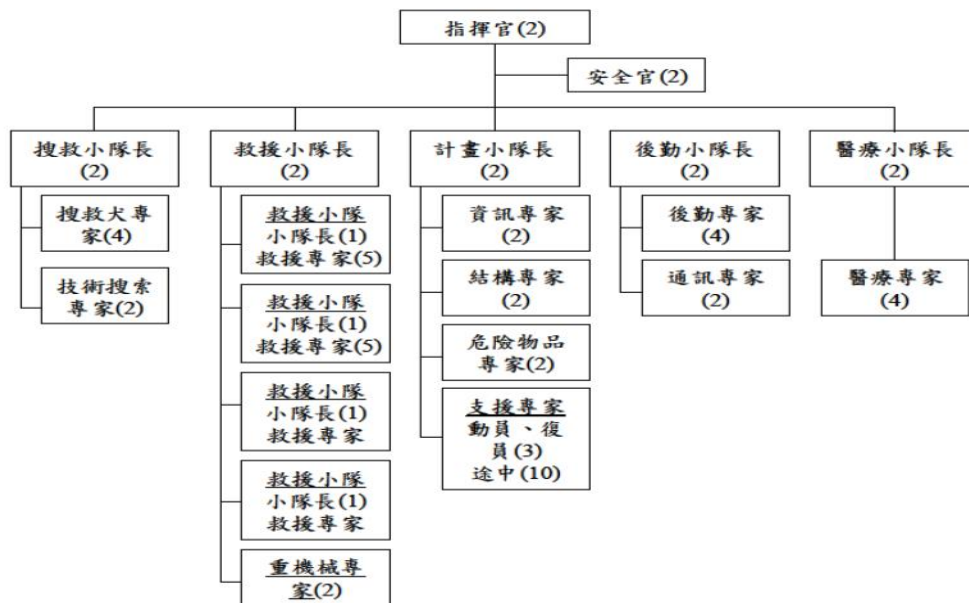 指揮官(2)
安全官(2)
搜救小隊長
(2)
救援小隊長
(2)
計畫小隊長
(2)
後勤小隊長
(2)
醫療小隊長
(2)
搜救犬專
家(4)
技術搜索
專家(2)
救援小隊
小隊長(1)
救援專家(5)
救援小隊
小隊長(1)
救援專家(5)
救援小隊
小隊長(1)
救援專家
救援小隊
小隊長(1)
救援專家
重機械專
家(2)
資訊專家
(2)
結構專家
(2)
危險物品
專家(2)
支援專家
動員、復
員(3)
途中(10)
後勤專家
(4)
通訊專家
(2)
醫療專家
(4)